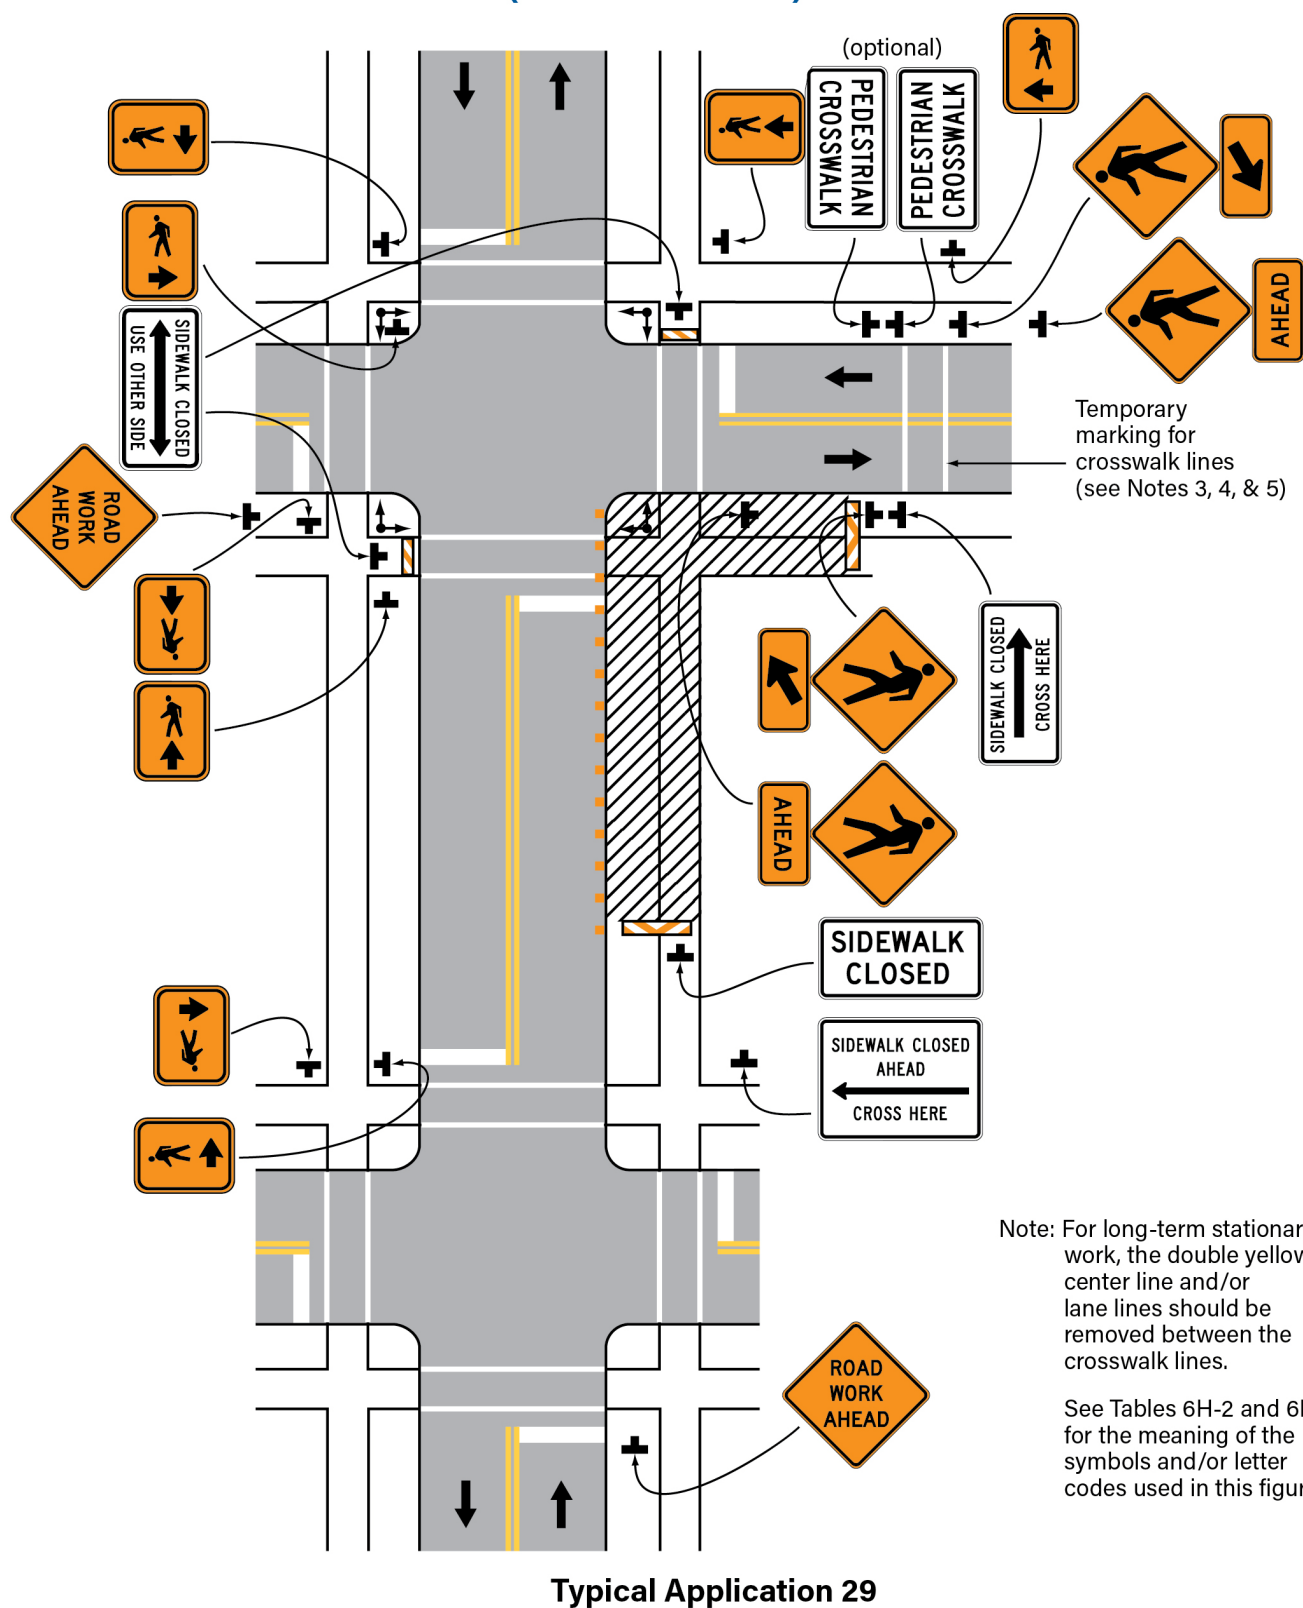 (optional)
PEDESTRIAN
CROSSWALK
PEDESTRIAN
CROSSWALK
AHEAD
SIDEWALK CLOSED
USE OTHER SIDE
Temporary
marking for
crosswalk lines
(see Notes 3, 4, & 5)
ROAD
WORK
AHEAD
SIDEWALK CLOSED
CROSS HERE
AHEAD
SIDEWALK
CLOSED
SIDEWALK CLOSED
AHEAD
CROSS HERE
Note: For long-term stationar
work, the double yellow
center line and/or
lane lines should be
removed between the
crosswalk lines.
ROAD
WORK
AHEAD
See Tables 6H-2 and 6
for the meaning of the
symbols and/or letter
codes used in this figur
Typical Application 29